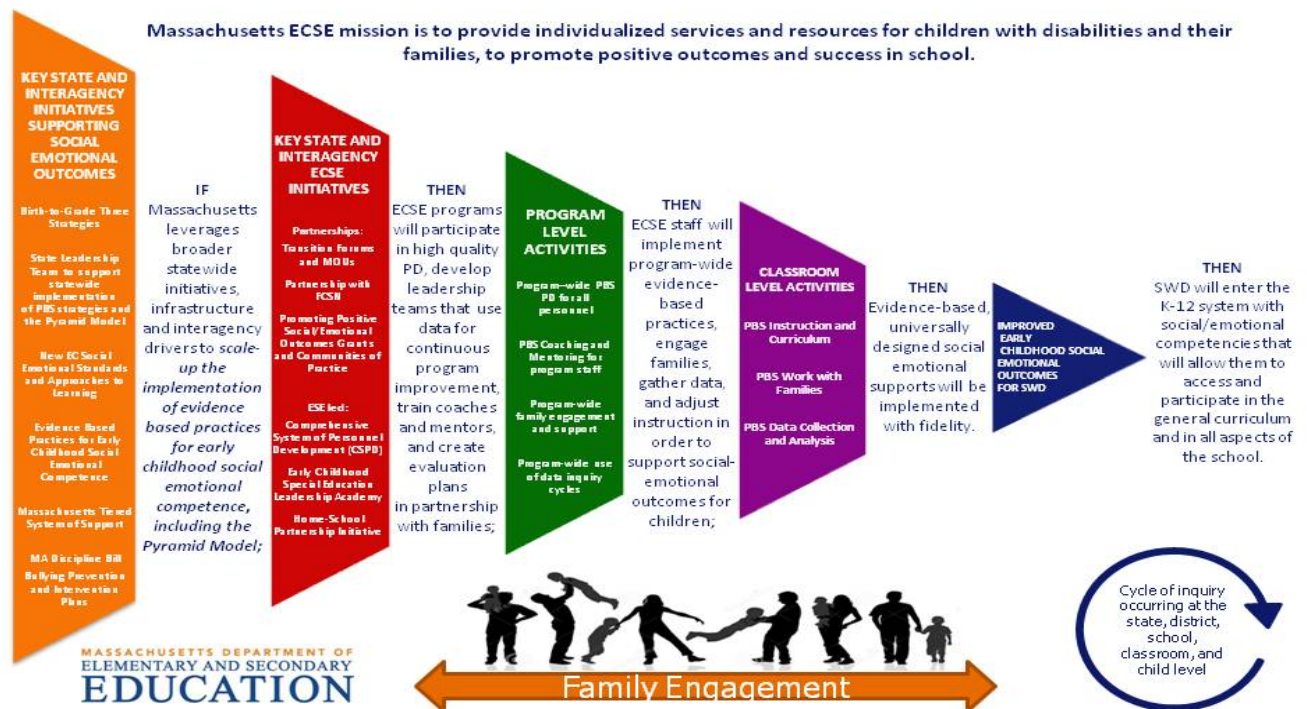 Massachusetts ECSE mission is to provide individualized services and resources for children with disabilities and their
families, to promote positive outcomes and success in school.
KEY STATE AND
INTERAGENCY
INITIATIVES
SUPPORTING
SOCIAL
EMOTIONAL
OUTCOMES
Birth-to-Grade Three
Strategies
State Leadership
Team to support
statewide
implementation
of PBS strategies and
the Pyramid Model
New EC Social
Emotional Standards
and Approaches to
Learning
Evidence Based
Practices for Early
Childhood Social
Emotional
Competence
Massachusetts Tiered
System of Support
MA Discipline Bill
Bullying Prevention
and Intervention
Plans
IF
Massachusetts
leverages
broader
statewide
initiatives,
infrastructure
and interagency
drivers to scale-
up the
implementation
of evidence
based practices
for early
childhood social
emotional
competence,
including the
Pyramid Model;
KEY STATE AND
INTERAGENCY
ECSE
INITIATIVES
Partnerships:
Transition Forums
and MOUs
Partnership with
FCSN
Promoting Positive
Social/Emotional
Outcomes Grants and
Communities of
Practice
ESE led:
Comprehensive
System of Personnel
Development (CSPD)
Early Childhood
Special Education
Leadership Academy
Home-School
Partnership Initiative
THEN
ECSE programs
will participate
in high quality
PD, develop
leadership
teams that use
data for
continuous
program
improvement,
train coaches
and mentors,
and create
evaluation
plans
in partnership
with families;
PROGRAM
LEVEL
ACTIVITIES
Program-wide PBS
PD for all
personnel
PBS Coaching and
Mentoring for
program staff
Program-wide
family engagement
and support
Program-wide use
of data inquiry
cycles
THEN
ECSE staff will
implement
program-wide
evidence-
based
practices,
engage
families,
gather data,
and adjust
instruction in
order to
support social-
emotional
outcomes for
children;
CLASSROOM
LEVEL ACTIVITIES
PBS Instruction and
Curriculum
PBS Work with
Families
PBS Data Collection
and Analysis
THEN
Evidence-based,
universally
designed social
emotional
supports will be
implemented
with fidelity.
IMPROVED
EARLY
CHILDHOOD SOCIAL
EMOTIONAL
OUTCOMES
FOR SWD
THEN
SWD will enter the
K-12 system with
social/emotional
competencies that
will allow them to
access and
participate in the
general curriculum
and in all aspects of
the school.
MASSACHUSETTS DEPARTMENT OF
ELEMENTARY AND SECONDARY
EDUCATION
Family Engagement
Cycle of inquiry
occurring at the
state, district,
school,
classroom, and
child level